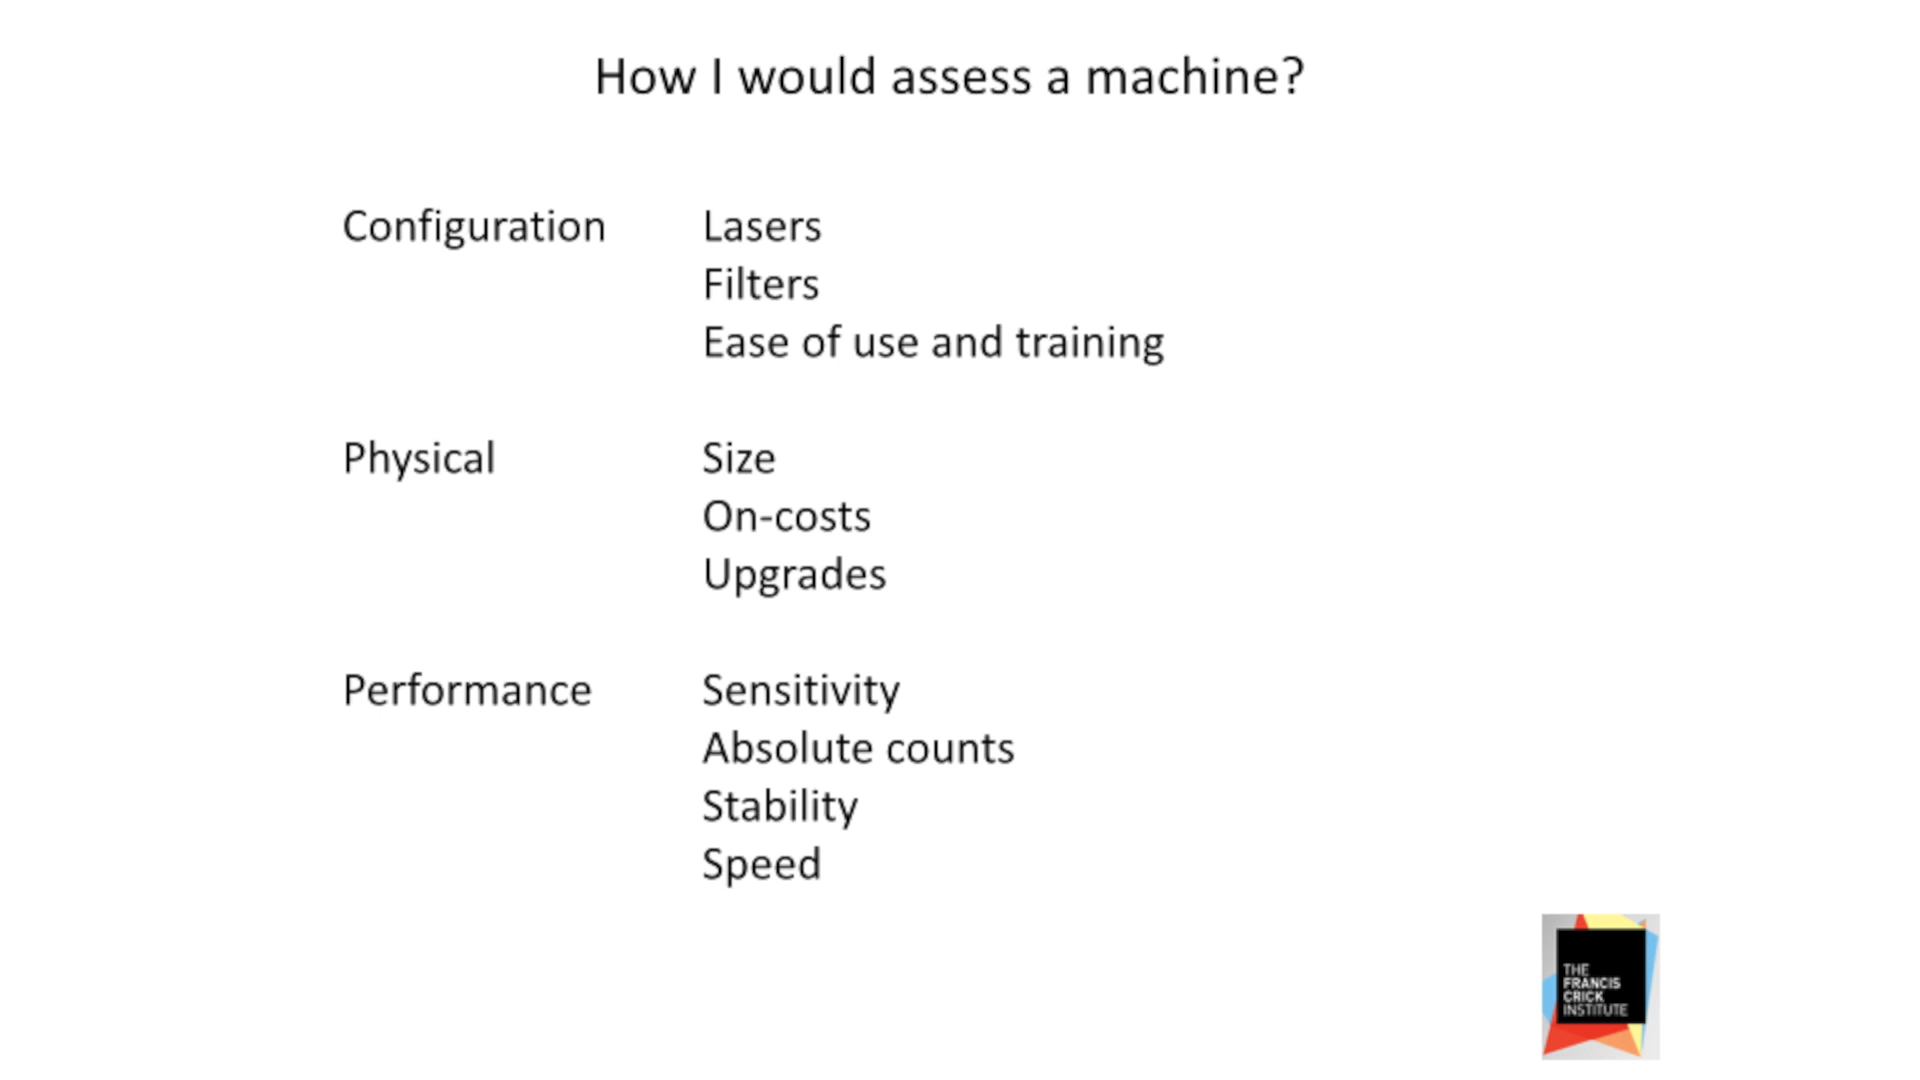 How I would assess a machine?
Configuration Lasers
Filters
Ease of use and training
Physical Size
On-costs
Upgrades
Performance Sensitivity
Absolute counts
Stability
Speed
THE
FRANCIS
CRICK
INSTITUTE